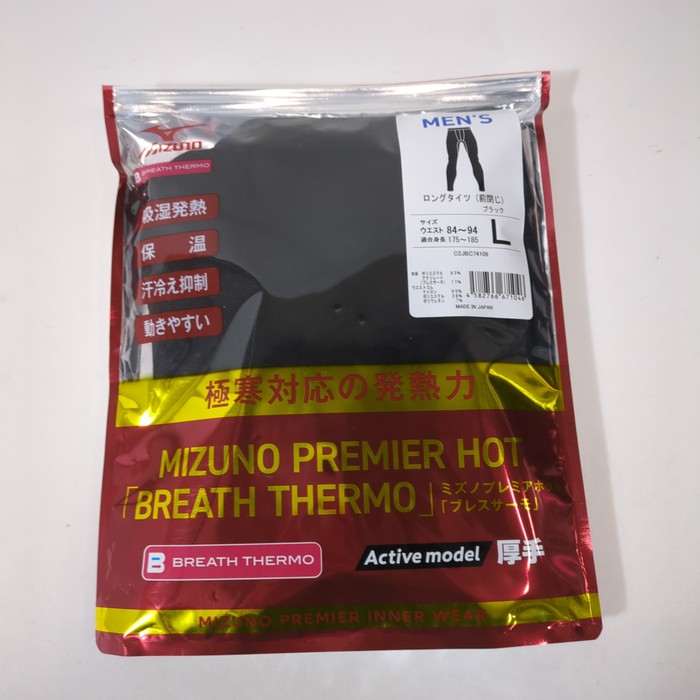 MIZUNO
B BREATH THERMO
吸湿発熱
保温
汗冷え抑制
動きやすい
MEN'S
ロングタイツ(前閉じ)
ブラック
サイズ
ウエスト 84～94
適合身長 175～185
L
C2JBC74109
4582766671046
MADE IN JAPAN
極寒対応の発熱力
MIZUNO PREMIER HOT
「BREATH THERMO」
ミズノプレミアホット
「ブレスサーモ」
B BREATH THERMO
Active model 厚手
MIZUNO PREMIER INNER WEAR